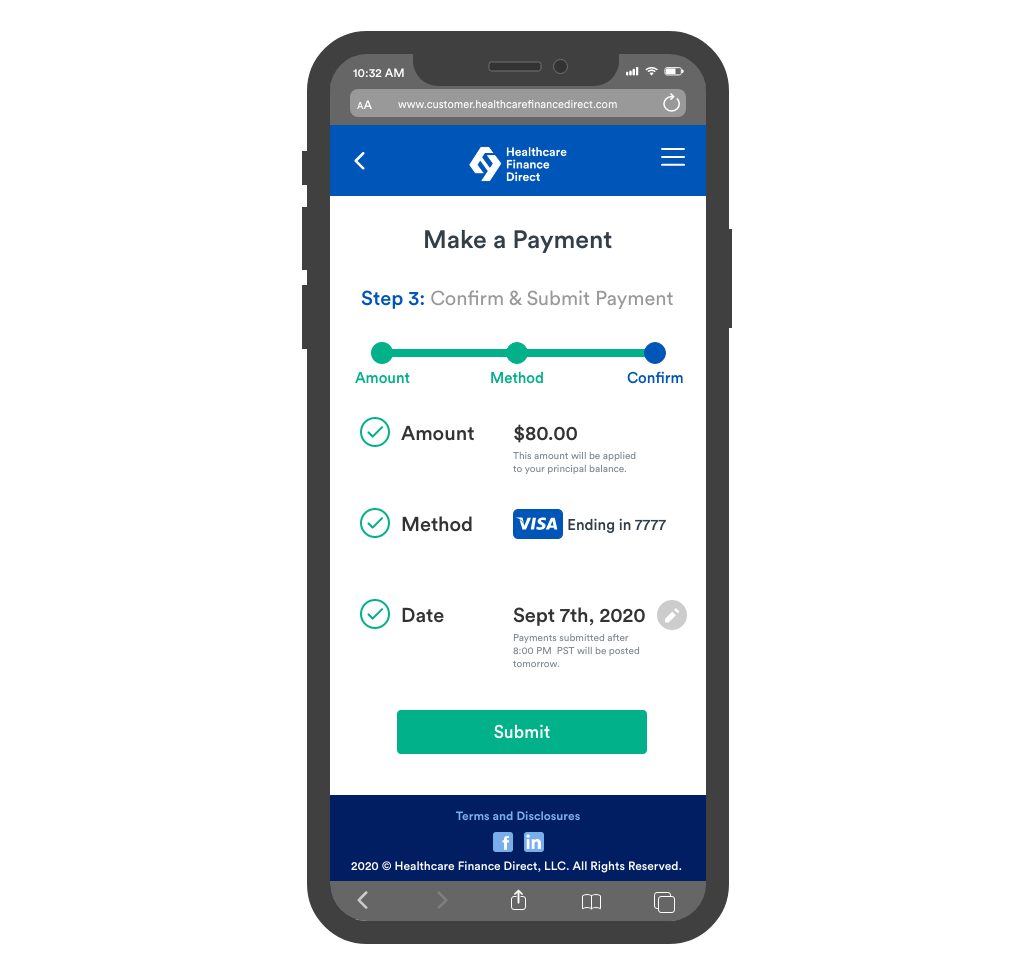 10:32 AM
AA www.customer.healthcarefinancedirect.com
Healthcare
Finance
Direct
Make a Payment
Step 3: Confirm & Submit Payment
Amount Method Confirm
Amount $80.00
This amount will be applied
to your principal balance.
Method VISA Ending in 7777
Date Sept 7th, 2020
Payments submitted after
8:00 PM PST will be posted
tomorrow.
Submit
Terms and Disclosures
f in
2020 © Healthcare Finance Direct, LLC. All Rights Reserved.